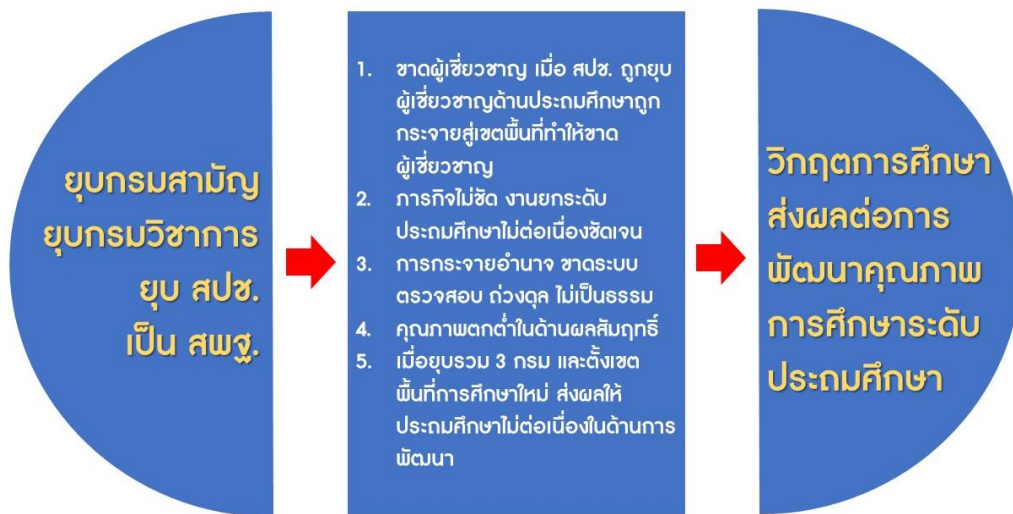 ยุบกรมสามัญ
ยุบกรมวิชาการ
ยุบ สปช.
เป็น สพฐ.
1. ขาดผู้เชี่ยวชาญ เมื่อ สปช. ถูกยุบ
ผู้เชี่ยวชาญด้านประถมศึกษาถูก
กระจายสู่เขตพื้นที่ทำให้ขาด
ผู้เชี่ยวชาญ
2. ภารกิจไม่ชัด งานยกระดับ
ประถมศึกษาไม่ต่อเนื่องชัดเจน
3. การกระจายอำนาจ ขาดระบบ
ตรวจสอบ ถ่วงดุล ไม่เป็นธรรม
4. คุณภาพตกต่ำในด้านผลสัมฤทธิ์
5. เมื่อยุบรวม 3 กรม และตั้งเขต
พื้นที่การศึกษาใหม่ ส่งผลให้
ประถมศึกษาไม่ต่อเนื่องในด้านการ
พัฒนา
วิกฤตการศึกษา
ส่งผลต่อการ
พัฒนาคุณภาพ
การศึกษาระดับ
ประถมศึกษา